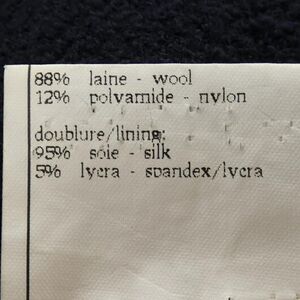 88% laine - wool
12% polyamide - nylon
doublure/lining:
95% soie - silk
5% lycra - spandex/lycra